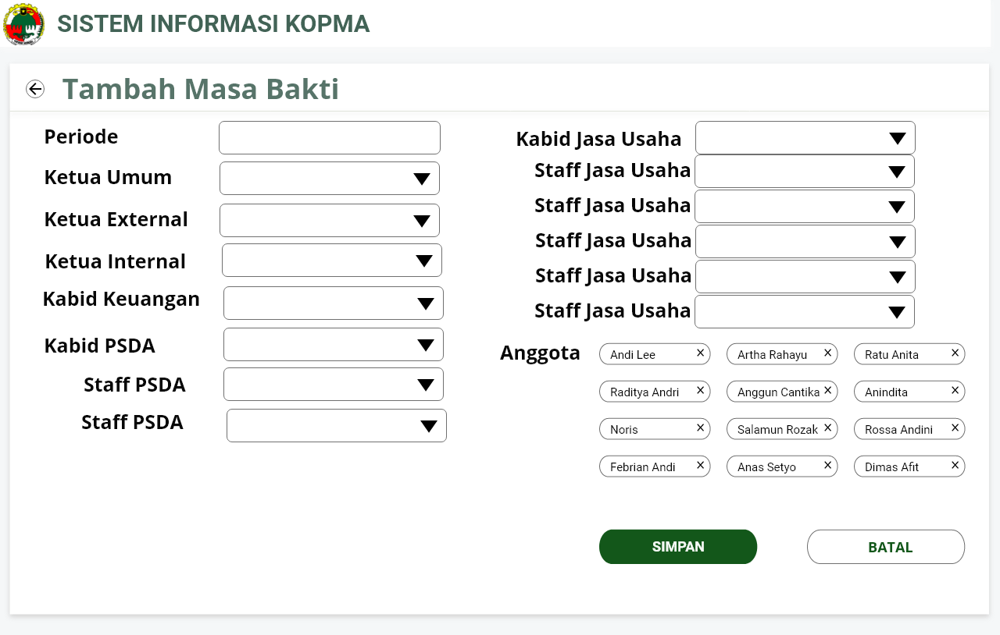 SISTEM INFORMASI KOPMA
Tambah Masa Bakti
Periode
Ketua Umum
Ketua External
Ketua Internal
Kabid Keuangan
Kabid PSDA
Staff PSDA
Staff PSDA
Kabid Jasa Usaha
Staff Jasa Usaha
Staff Jasa Usaha
Staff Jasa Usaha
Staff Jasa Usaha
Staff Jasa Usaha
Anggota
Andi Lee × Artha Rahayu × Ratu Anita ×
Raditya Andri × Anggun Cantika × Anindita ×
Noris × Salamun Rozak × Rossa Andini ×
Febrian Andi × Anas Setyo × Dimas Afit ×
SIMPAN BATAL